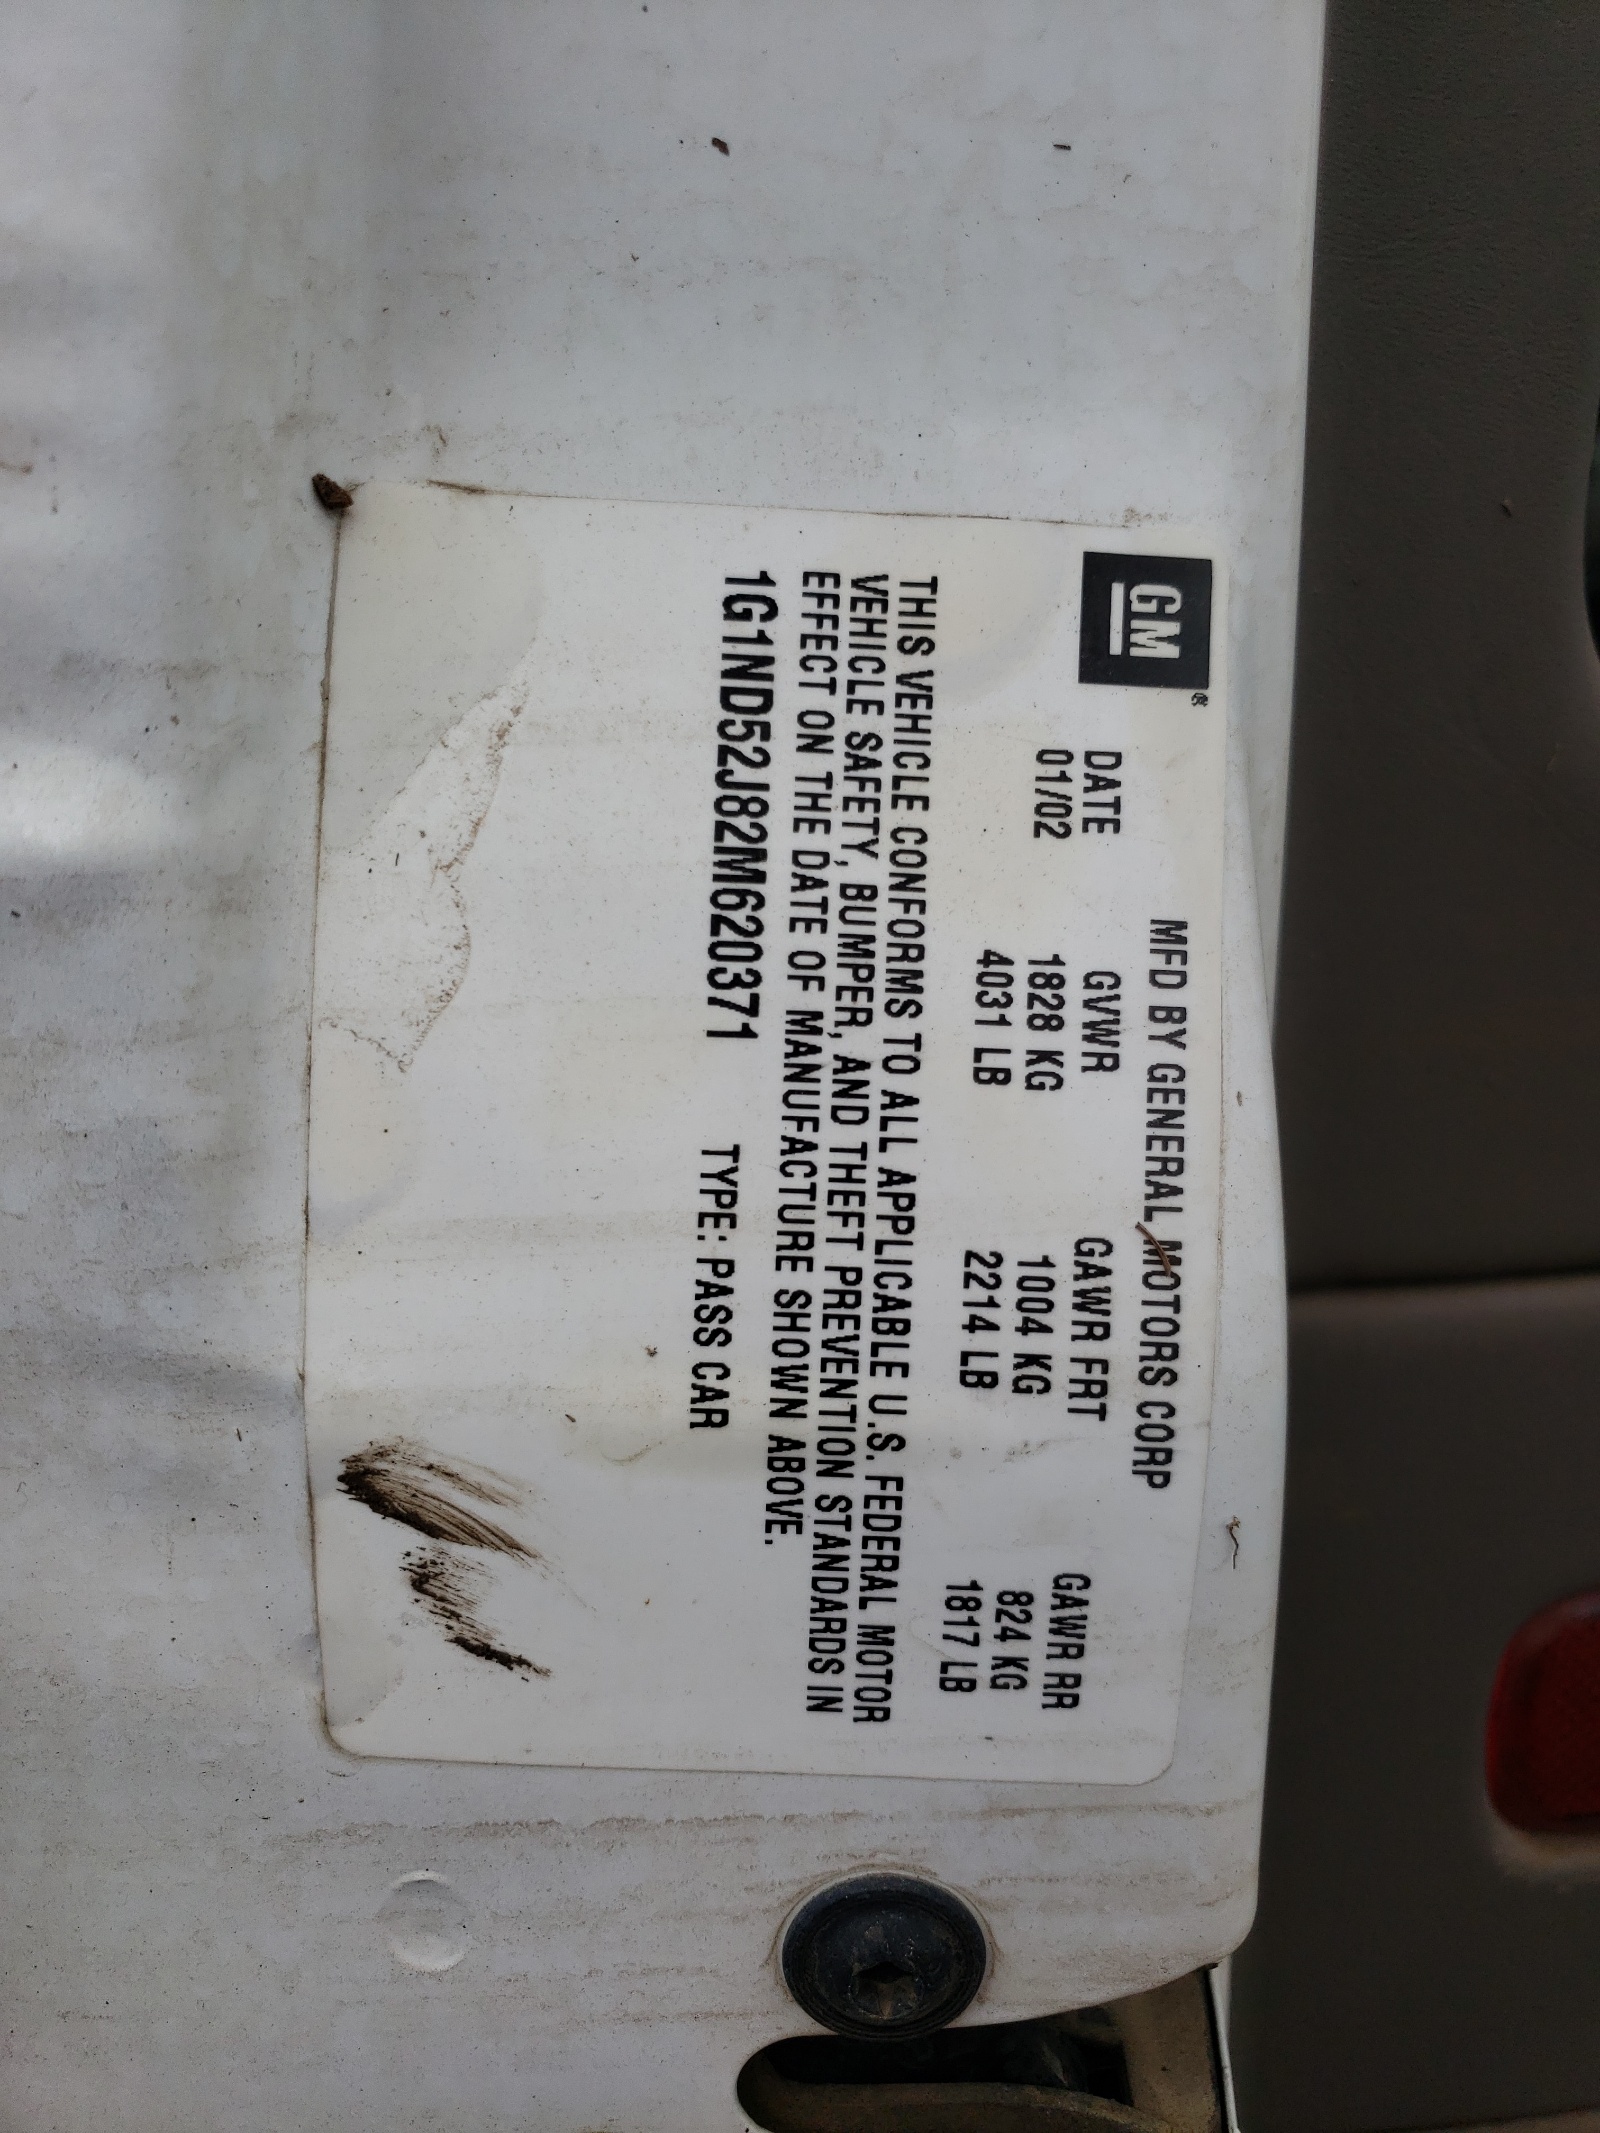 GM®
MFD BY GENERAL MOTORS CORP
DATE GVWR GAWR FRT GAWR RR
01/02 1828 KG 1004 KG 824 KG
4031 LB 2214 LB 1817 LB
THIS VEHICLE CONFORMS TO ALL APPLICABLE U.S. FEDERAL MOTOR
VEHICLE SAFETY, BUMPER, AND THEFT PREVENTION STANDARDS IN
EFFECT ON THE DATE OF MANUFACTURE SHOWN ABOVE.
1G1ND52J82M620371 TYPE: PASS CAR